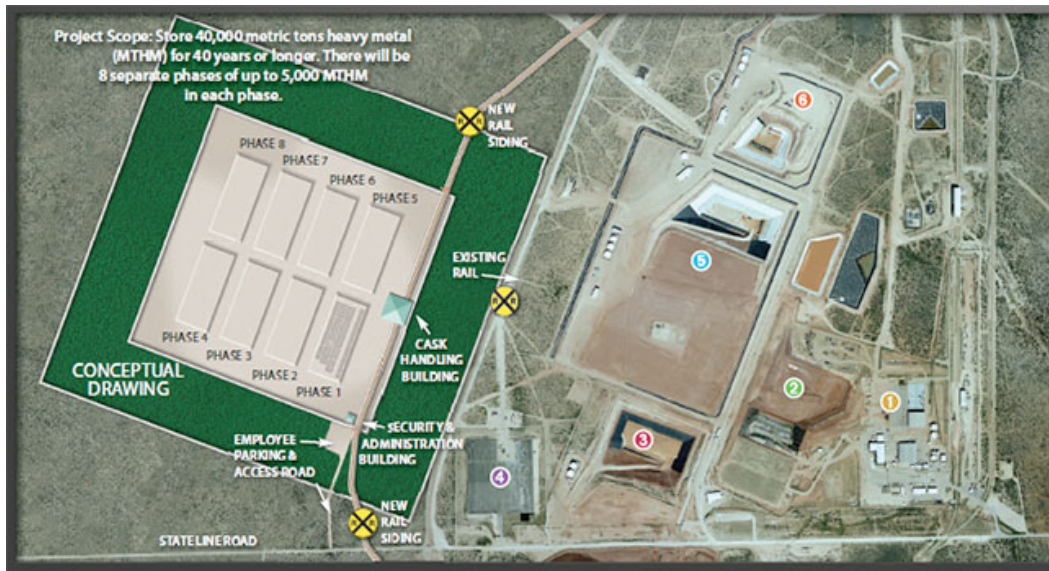 Project Scope: Store 40,000 metric tons heavy metal
(MTHM) for 40 years or longer. There will be
8 separate phases of up to 5,000 MTHM
in each phase.
NEW
RAIL
SIDING
PHASE 8
PHASE 7
PHASE 6
PHASE 5
EXISTING
RAIL
PHASE 4
PHASE 3
PHASE 2
PHASE 1
CASK
HANDLING
BUILDING
CONCEPTUAL
DRAWING
SECURITY &
ADMINISTRATION
BUILDING
EMPLOYEE
PARKING &
ACCESS ROAD
NEW
RAIL
SIDING
STATE LINE ROAD
6
5
2
1
3
4
R R
R R
R R